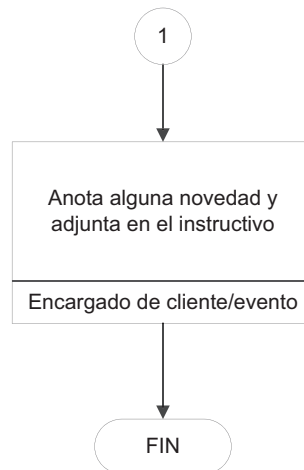 1
Anota alguna novedad y
adjunta en el instructivo
Encargado de cliente/evento
FIN